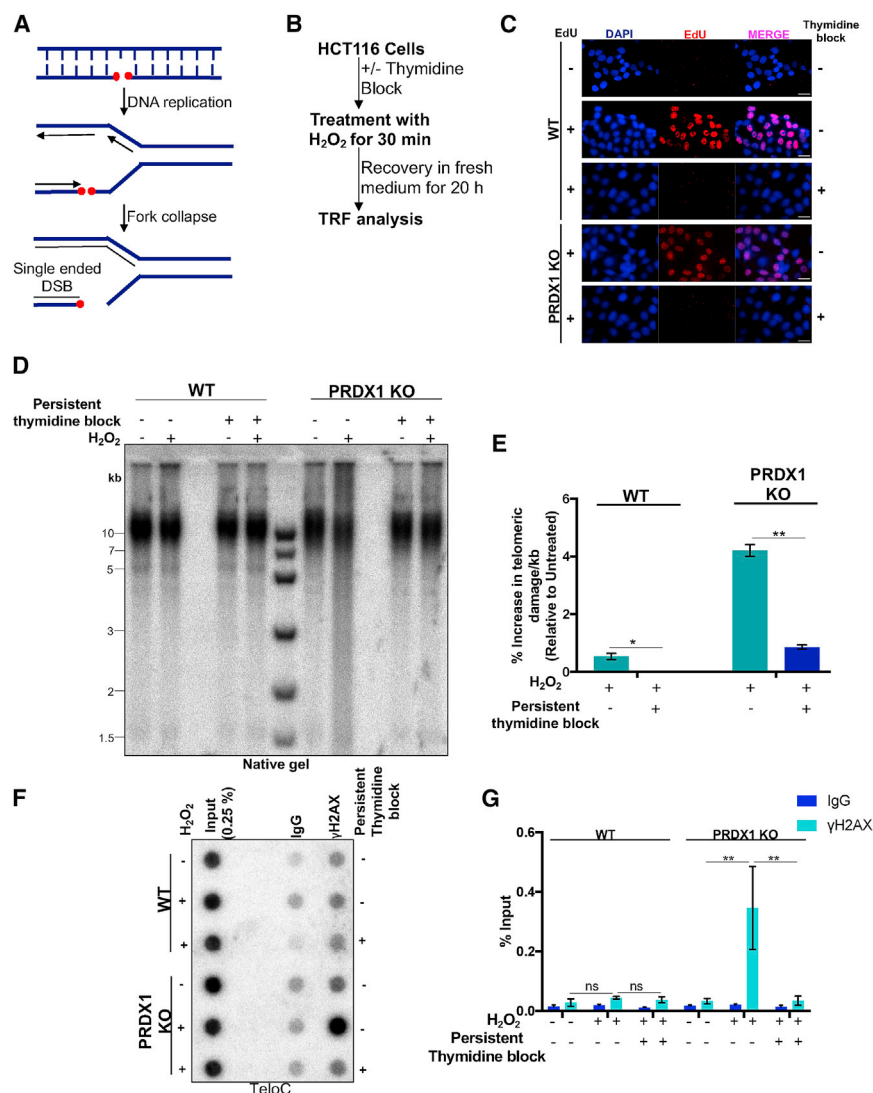 A
DNA replication
Fork collapse
Single ended
DSB
B
HCT116 Cells
+/- Thymidine
Block
Treatment with
H₂O₂ for 30 min
Recovery in fresh
medium for 20 h
TRF analysis
C
EdU DAPI EdU MERGE Thymidine
block
WT
- -
+ -
+ +
PRDX1 KO
+ -
+ +
D
WT PRDX1 KO
Persistent
thymidine block - - + + - - + +
H₂O₂ - + - + - + - +
kb
10
7
5
3
2
1.5
Native gel
E
% Increase in telomeric
damage/kb
(Relative to Untreated)
6
4
2
0
WT
PRDX1
KO
*
**
H₂O₂ + + + +
Persistent
thymidine block - + - +
F
H₂O₂
Input
(0.25 %)
IgG
γH2AX
Persistent
Thymidine
block
WT
- -
+ -
+ +
PRDX1
KO
- -
+ -
+ +
TeloC
G
IgG
γH2AX
WT PRDX1 KO
% Input
0.6
0.4
0.2
0.0
ns ns ** **
H₂O₂ - - + + + + - - + + + +
Persistent
Thymidine block - - - - + + - - - - + +